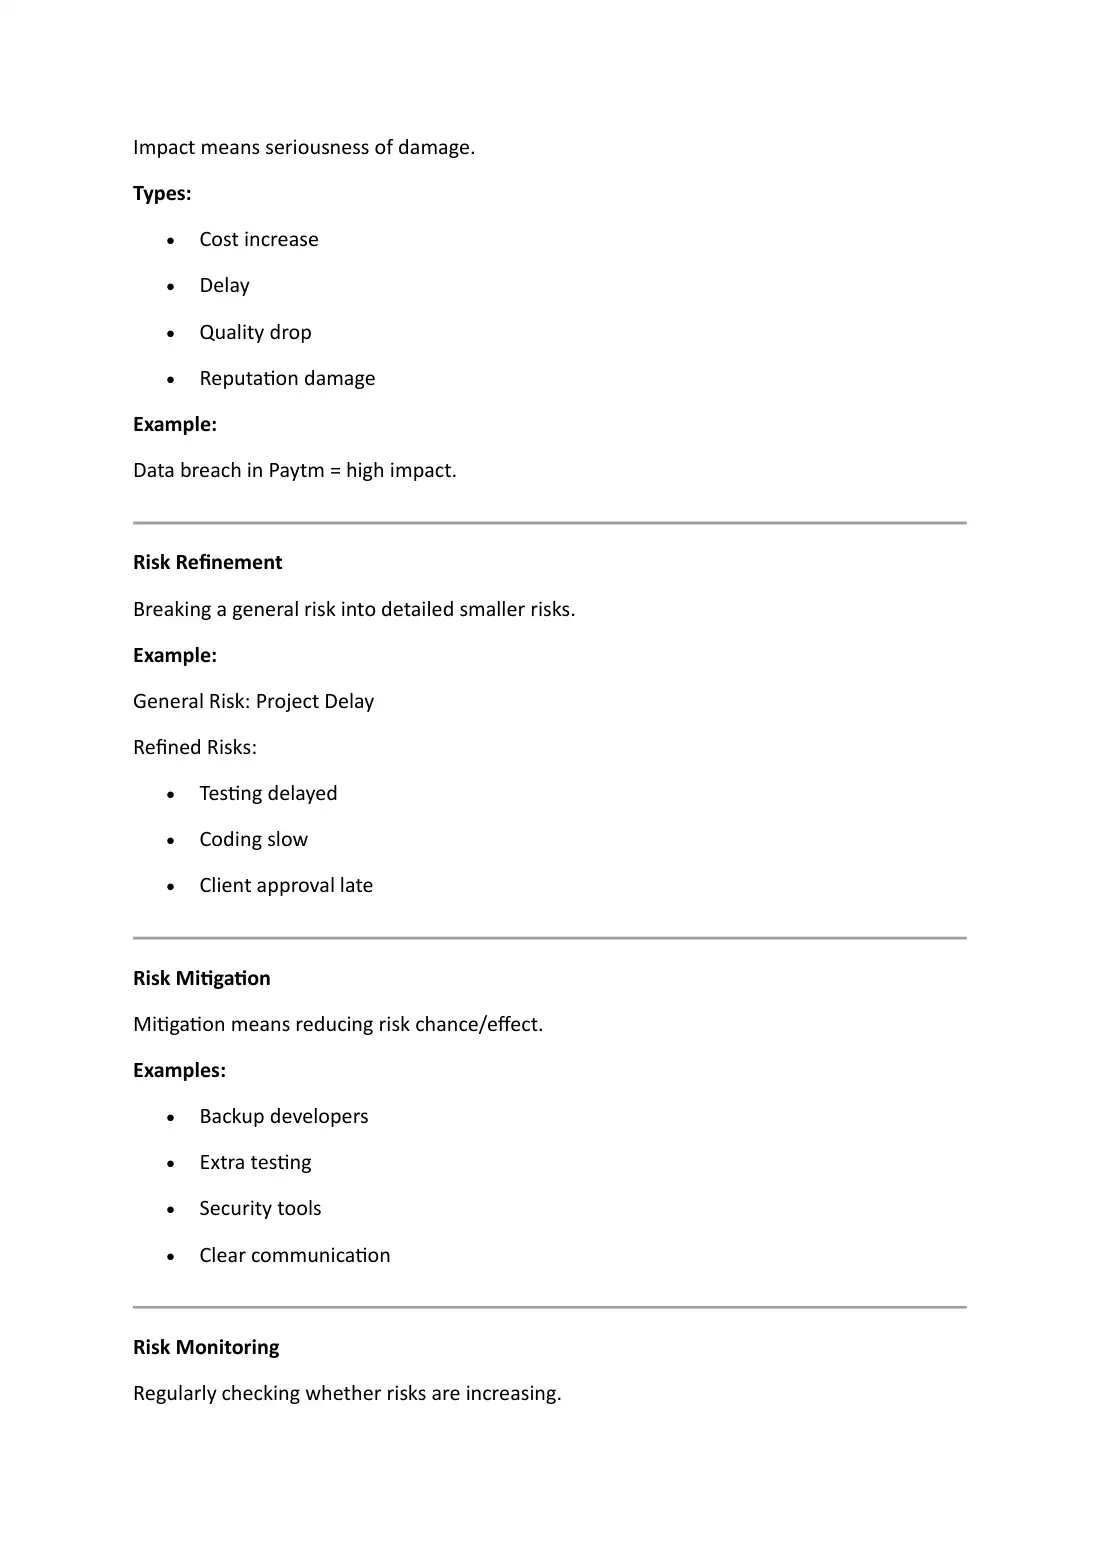 Impact means seriousness of damage.
Types:
• Cost increase
• Delay
• Quality drop
• Reputation damage
Example:
Data breach in Paytm = high impact.
Risk Refinement
Breaking a general risk into detailed smaller risks.
Example:
General Risk: Project Delay
Refined Risks:
• Testing delayed
• Coding slow
• Client approval late
Risk Mitigation
Mitigation means reducing risk chance/effect.
Examples:
• Backup developers
• Extra testing
• Security tools
• Clear communication
Risk Monitoring
Regularly checking whether risks are increasing.